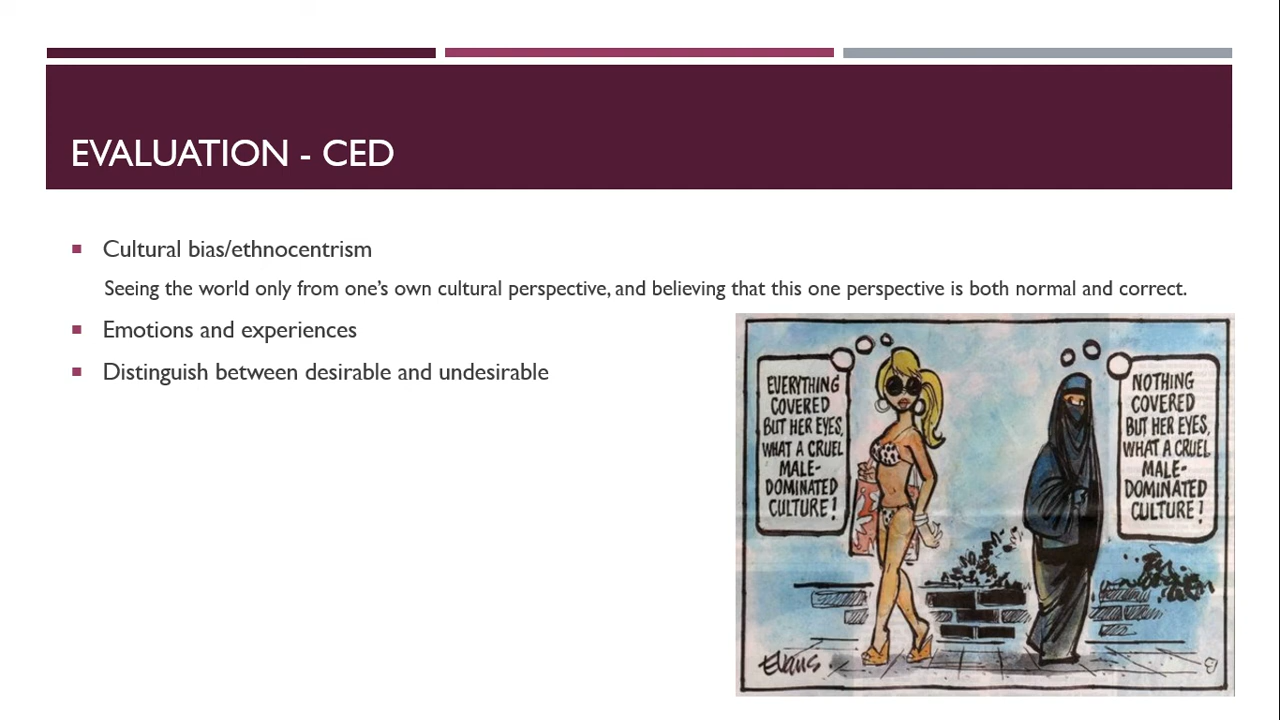 EVALUATION - CED
Cultural bias/ethnocentrism
Seeing the world only from one's own cultural perspective, and believing that this one perspective is both normal and correct.
Emotions and experiences
Distinguish between desirable and undesirable
EVERYTHING
COVERED
BUT HER EYES,
WHAT A CRUEL
MALE-
DOMINATED
CULTURE!
NOTHING
COVERED
BUT HER EYES,
WHAT A CRUEL
MALE-
DOMINATED
CULTURE!
Evans.